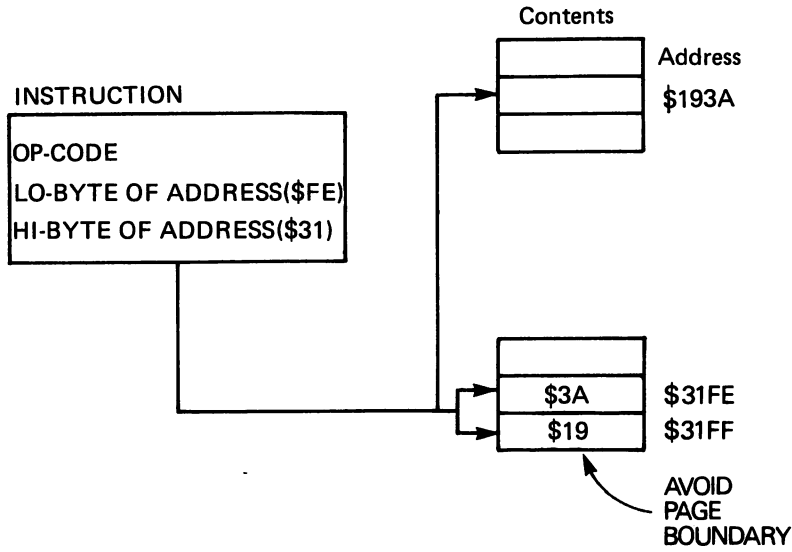 Contents
Address
$193A
INSTRUCTION
OP-CODE
LO-BYTE OF ADDRESS($FE)
HI-BYTE OF ADDRESS($31)
$3A $31FE
$19 $31FF
AVOID
PAGE
BOUNDARY